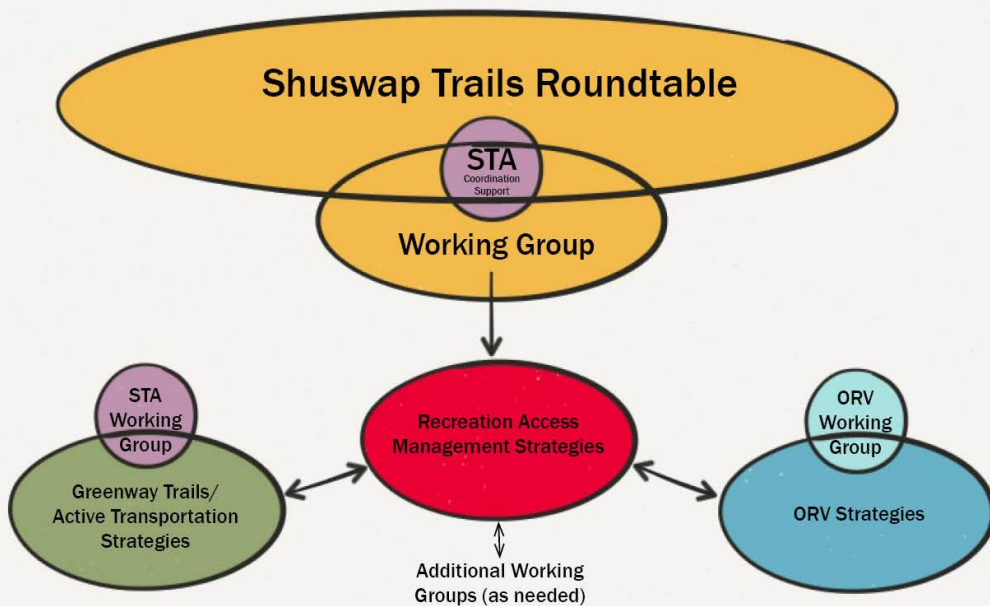 Shuswap Trails Roundtable
STA
Coordination
Support
Working Group
STA
Working
Group
Greenway Trails/
Active Transportation
Strategies
Recreation Access
Management Strategies
ORV
Working
Group
ORV Strategies
Additional Working
Groups (as needed)